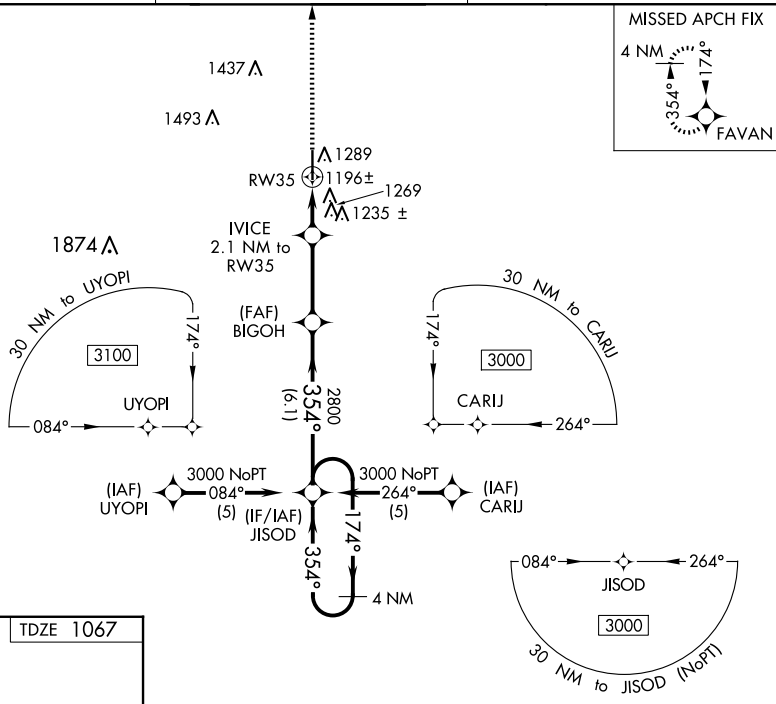 MISSED APCH FIX
4 NM
174°
354°
FAVAN
1437
1493
1289
RW35
1196±
1269
1235 ±
IVICE
2.1 NM to
RW35
1874
30 NM to UYOPI
174°
3100
UYOPI
084°
(FAF)
BIGOH
30 NM to CARIJ
174°
3000
CARIJ
264°
2800
354°
(6.1)
3000 NoPT
084°
(5)
(IAF)
UYOPI
(IF/IAF)
JISOD
3000 NoPT
264°
(5)
(IAF)
CARIJ
174°
354°
4 NM
084°
264°
JISOD
3000
30 NM to JISOD (NoPT)
TDZE 1067